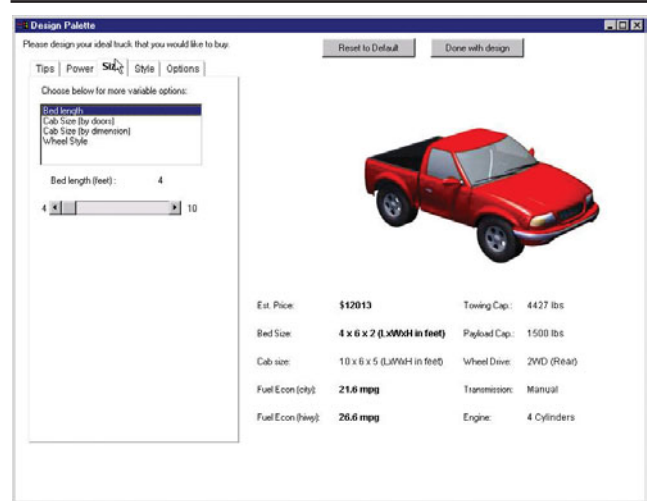 Design Palette
Please design your ideal truck that you would like to buy.
Reset to Default
Done with design
Tips Power Size Style Options
Choose below for more variable options:
Bed length
Cab Size (by doors)
Cab Size (by dimension)
Wheel Style
Bed length (feet) : 4
4 10
Est. Price: $12013 Towing Cap.: 4427 lbs
Bed Size: 4 x 6 x 2 (LxWxH in feet) Payload Cap.: 1500 lbs
Cab size: 10 x 6 x 5 (LxWxH in feet) Wheel Drive: 2WD (Rear)
Fuel Econ (city): 21.6 mpg Transmission: Manual
Fuel Econ (hiwy): 26.6 mpg Engine: 4 Cylinders